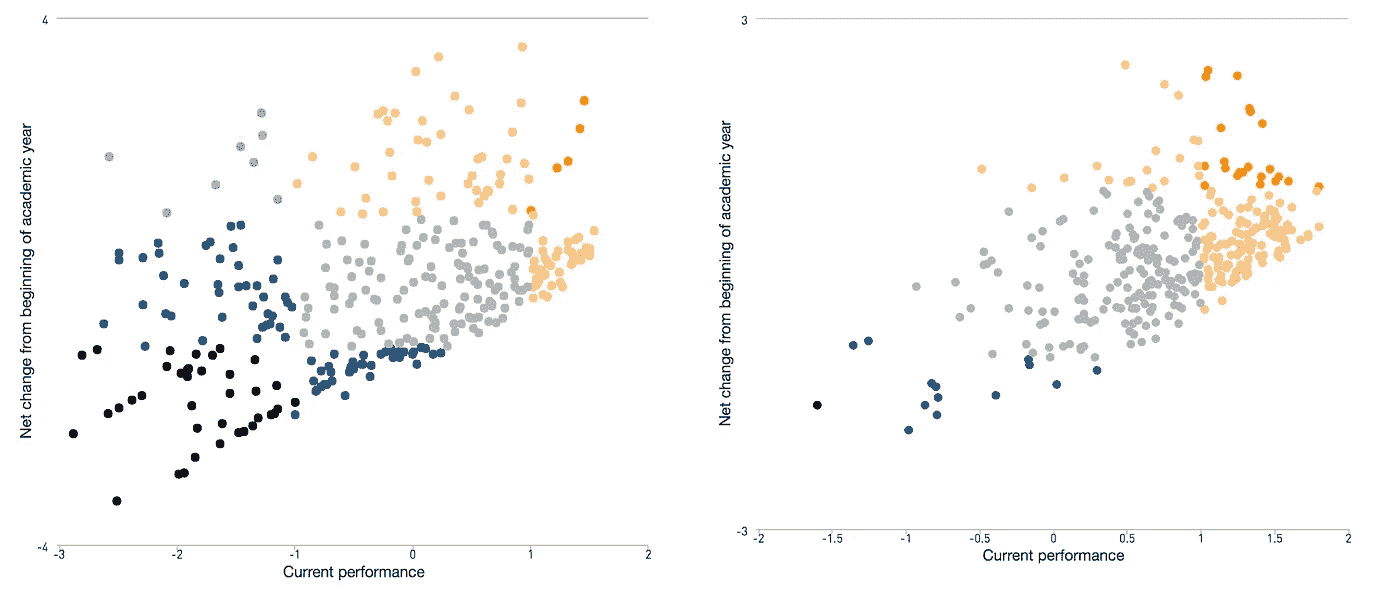 4
Net change from beginning of academic year
-4
-3 -2 -1 0 1 2
Current performance
3
Net change from beginning of academic year
-3
-2 -1.5 -1 -0.5 0 0.5 1 1.5 2
Current performance